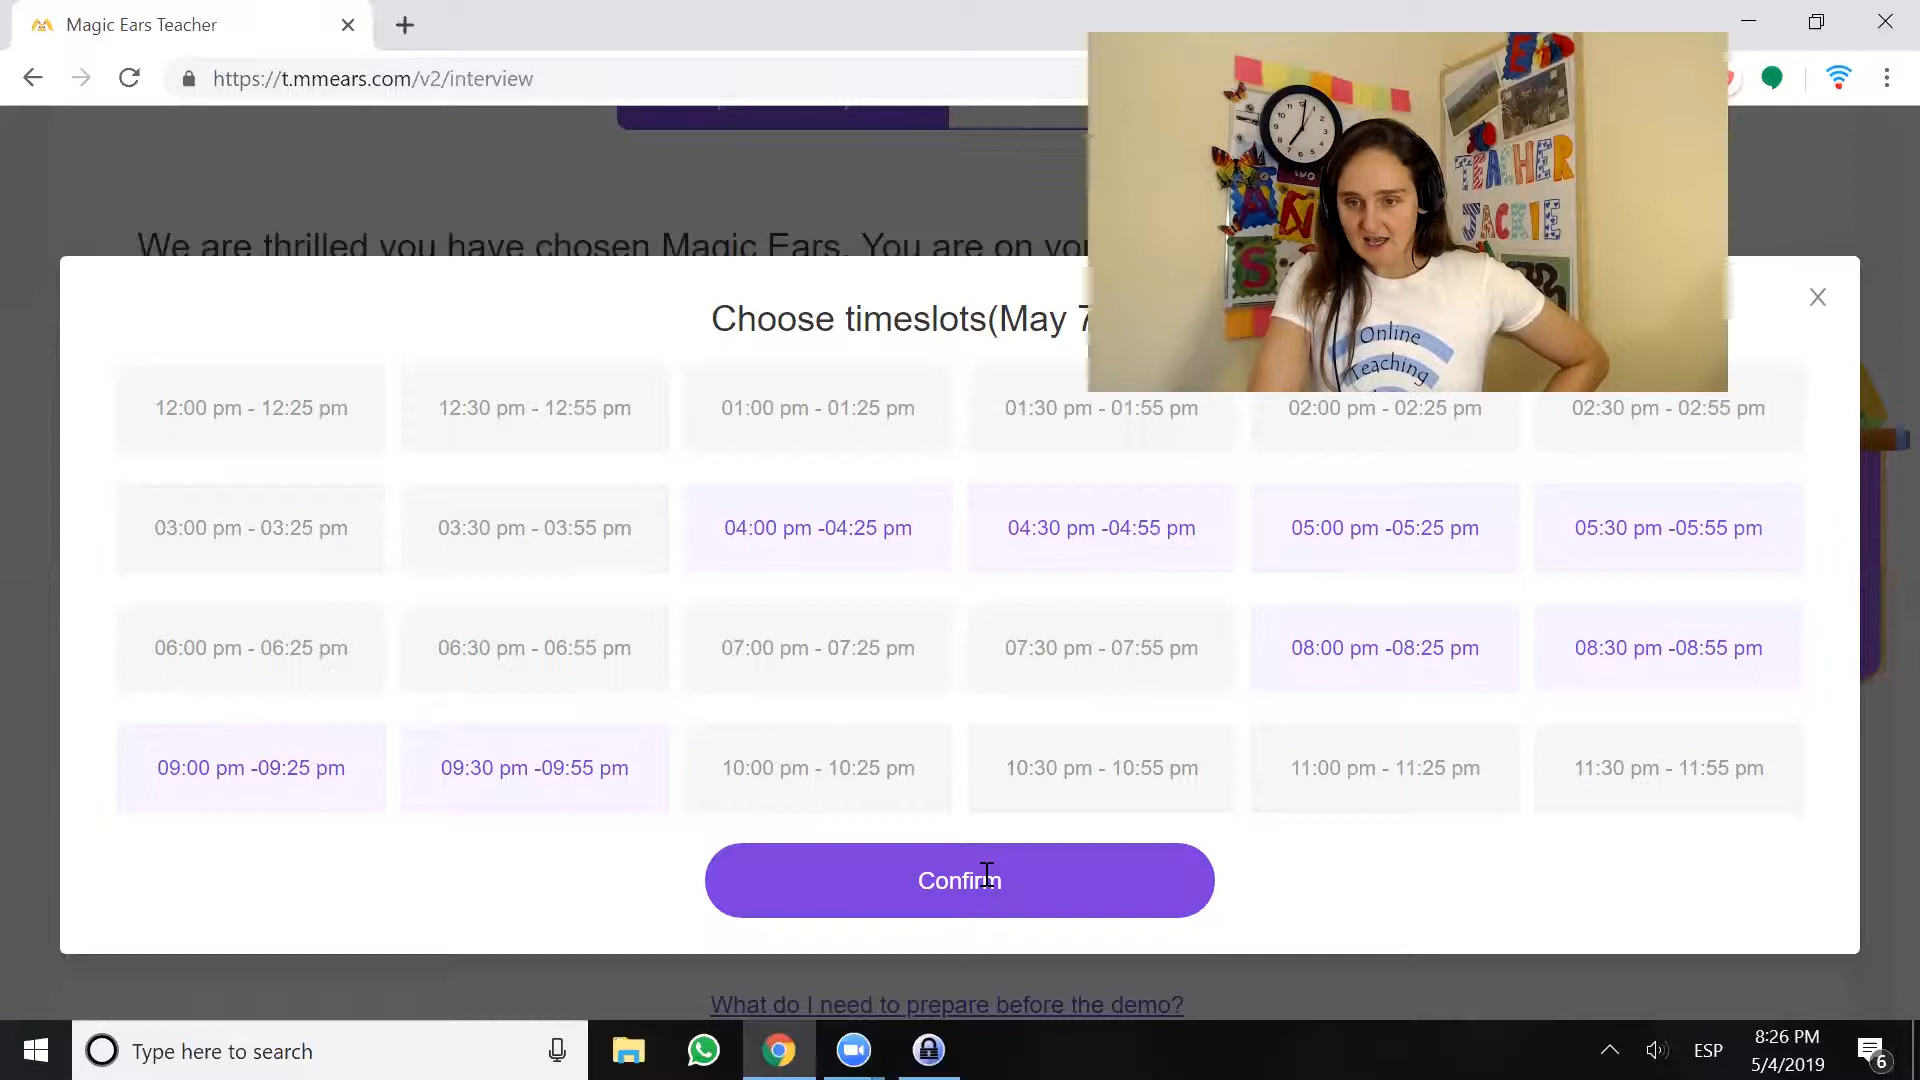 Magic Ears Teacher
https://t.mmears.com/v2/interview
We are thrilled you have chosen Magic Ears. You are on
Choose timeslots(May 7
12:00 pm - 12:25 pm 12:30 pm - 12:55 pm 01:00 pm - 01:25 pm 01:30 pm - 01:55 pm 02:00 pm - 02:25 pm 02:30 pm - 02:55 pm
03:00 pm - 03:25 pm 03:30 pm - 03:55 pm 04:00 pm -04:25 pm 04:30 pm -04:55 pm 05:00 pm -05:25 pm 05:30 pm -05:55 pm
06:00 pm - 06:25 pm 06:30 pm - 06:55 pm 07:00 pm - 07:25 pm 07:30 pm - 07:55 pm 08:00 pm -08:25 pm 08:30 pm -08:55 pm
09:00 pm -09:25 pm 09:30 pm -09:55 pm 10:00 pm - 10:25 pm 10:30 pm - 10:55 pm 11:00 pm - 11:25 pm 11:30 pm - 11:55 pm
Confirm
What do I need to prepare before the demo?
TEACHER
JACKIE
Online
Teaching
Type here to search
ESP
8:26 PM
5/4/2019
6